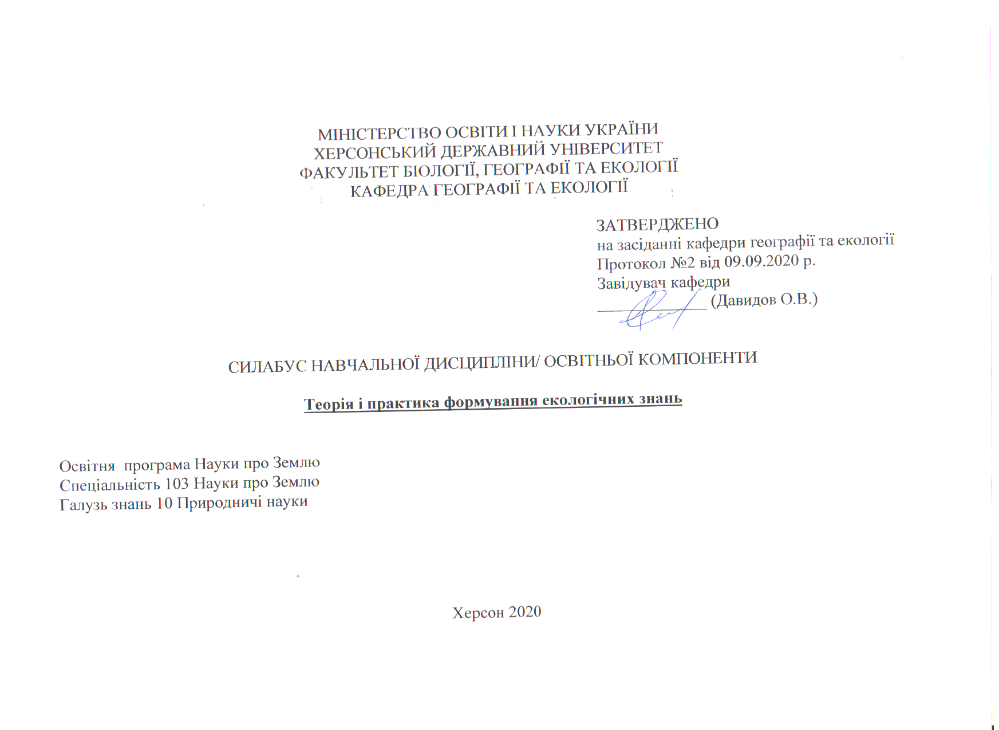 МІНІСТЕРСТВО ОСВІТИ І НАУКИ УКРАЇНИ
ХЕРСОНСЬКИЙ ДЕРЖАВНИЙ УНІВЕРСИТЕТ
ФАКУЛЬТЕТ БІОЛОГІЇ, ГЕОГРАФІЇ ТА ЕКОЛОГІЇ
КАФЕДРА ГЕОГРАФІЇ ТА ЕКОЛОГІЇ
ЗАТВЕРДЖЕНО
на засіданні кафедри географії та екології
Протокол №2 від 09.09.2020 р.
Завідувач кафедри
______________ (Давидов О.В.)
СИЛАБУС НАВЧАЛЬНОЇ ДИСЦИПЛІНИ/ ОСВІТНЬОЇ КОМПОНЕНТИ
Теорія і практика формування екологічних знань
Освітня програма Науки про Землю
Спеціальність 103 Науки про Землю
Галузь знань 10 Природничі науки
Херсон 2020